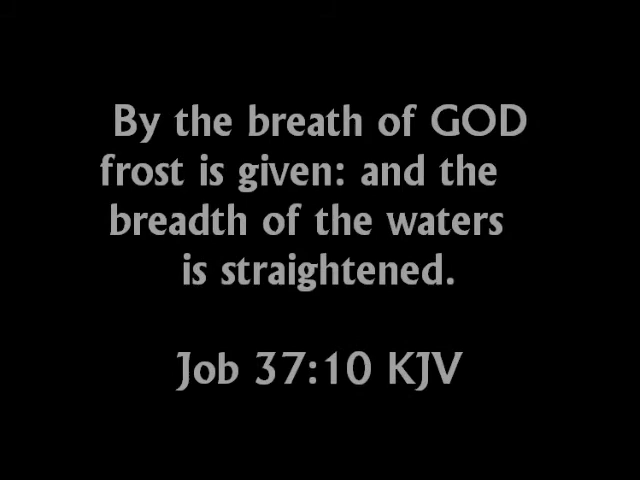 By the breath of GOD
frost is given: and the
breadth of the waters
is straightened.
Job 37:10 KJV